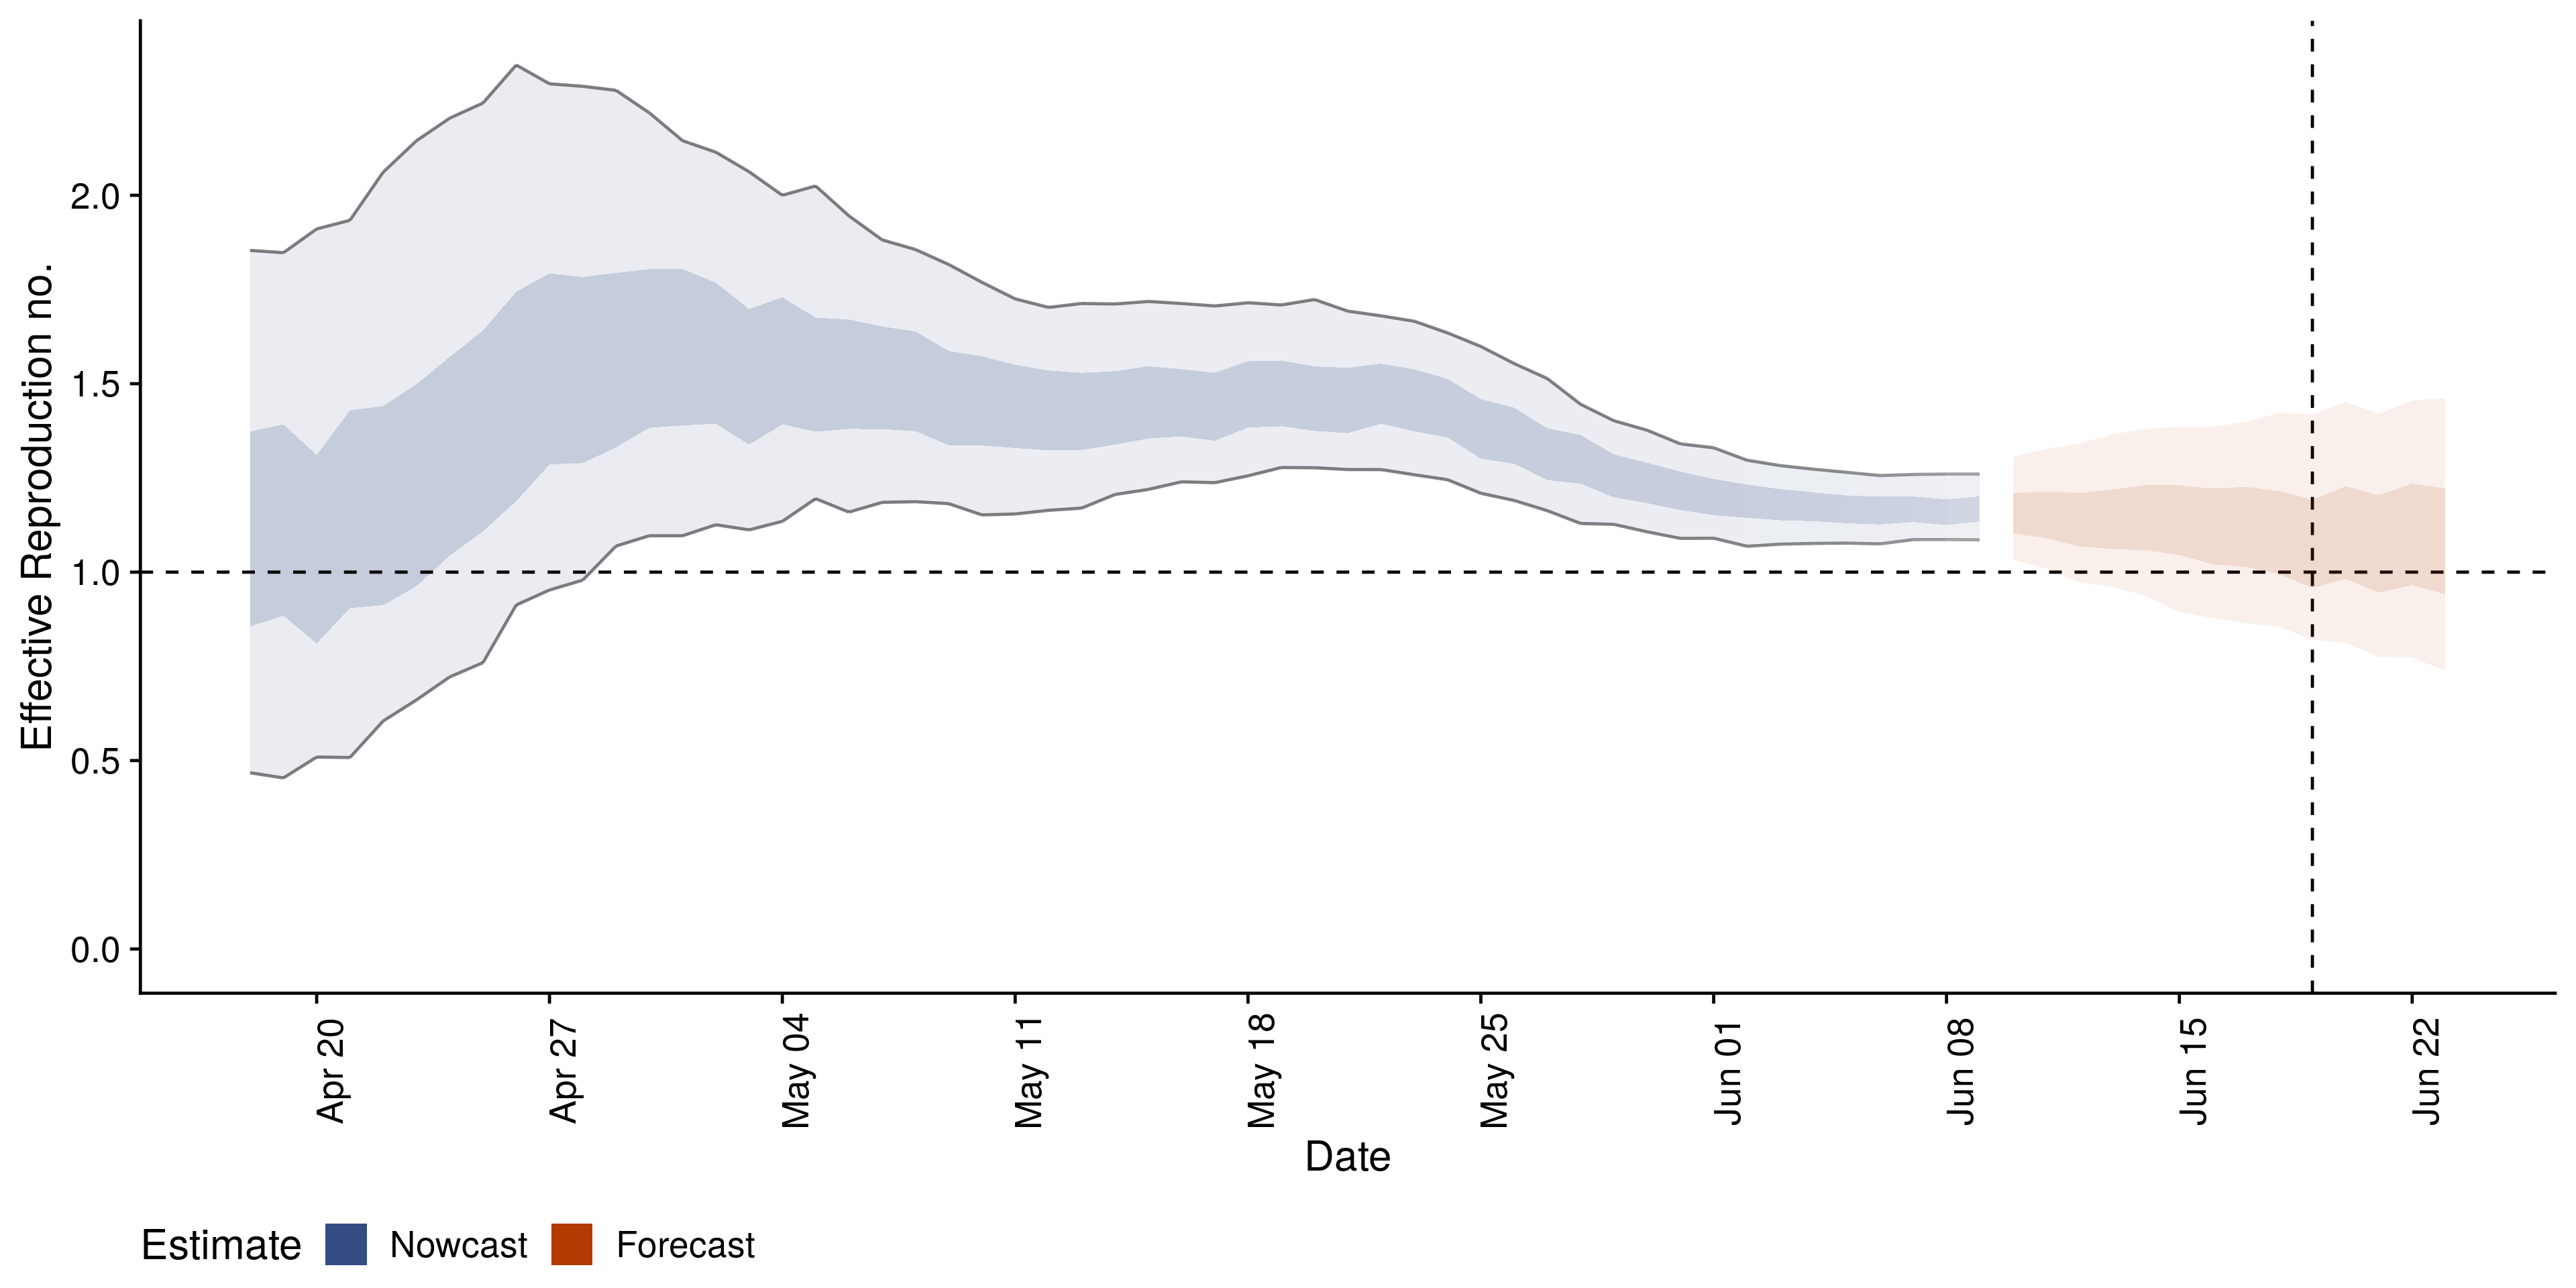 Effective Reproduction no.
2.0
1.5
1.0
0.5
0.0
Apr 20
Apr 27
May 04
May 11
May 18
May 25
Jun 01
Jun 08
Jun 15
Jun 22
Date
Estimate Nowcast Forecast